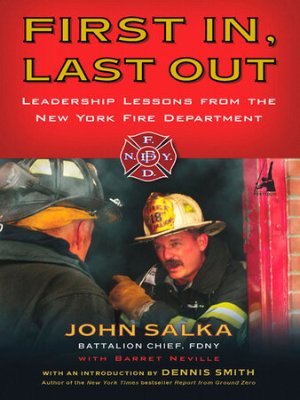 FIRST IN,
LAST OUT
LEADERSHIP LESSONS FROM THE
NEW YORK FIRE DEPARTMENT
F.
N. Y.
D.
18
JOHN SALKA
BATTALION CHIEF, FDNY
WITH BARRET NEVILLE
WITH AN INTRODUCTION BY DENNIS SMITH
Author of the New York Times bestseller Report from Ground Zero